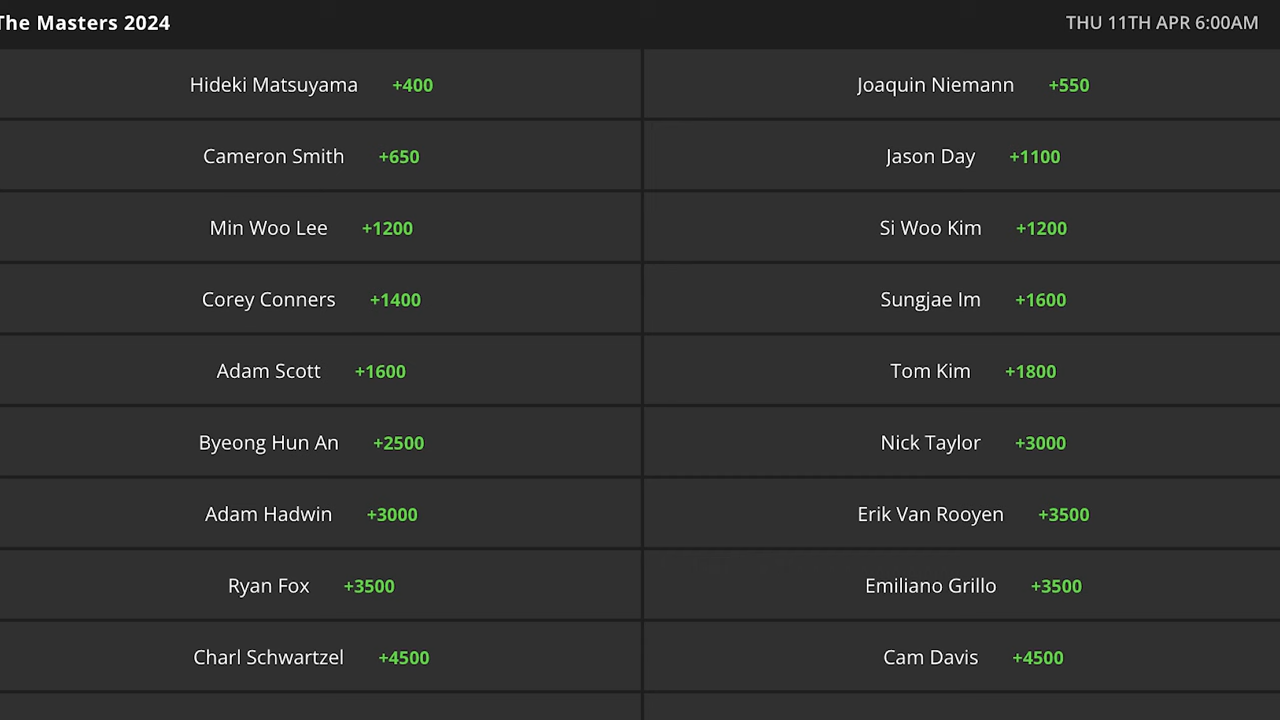 The Masters 2024 THU 11TH APR 6:00AM
Hideki Matsuyama +400 Joaquin Niemann +550
Cameron Smith +650 Jason Day +1100
Min Woo Lee +1200 Si Woo Kim +1200
Corey Conners +1400 Sungjae Im +1600
Adam Scott +1600 Tom Kim +1800
Byeong Hun An +2500 Nick Taylor +3000
Adam Hadwin +3000 Erik Van Rooyen +3500
Ryan Fox +3500 Emiliano Grillo +3500
Charl Schwartzel +4500 Cam Davis +4500